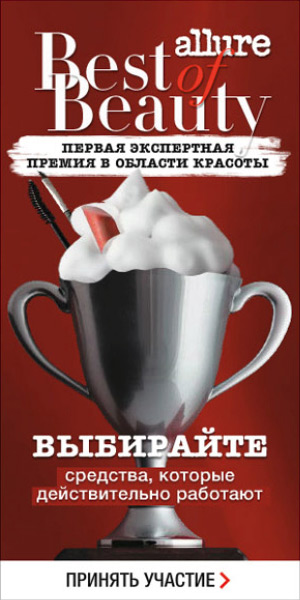 allure
Best of
Beauty
ПЕРВАЯ ЭКСПЕРТНАЯ
ПРЕМИЯ В ОБЛАСТИ КРАСОТЫ
ВЫБИРАЙТЕ
средства, которые
действительно работают
ПРИНЯТЬ УЧАСТИЕ >